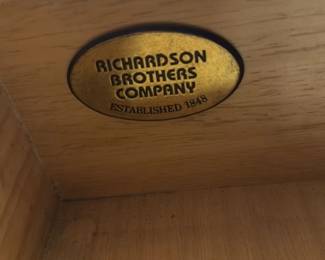 RICHARDSON
BROTHERS
COMPANY
ESTABLISHED 1848